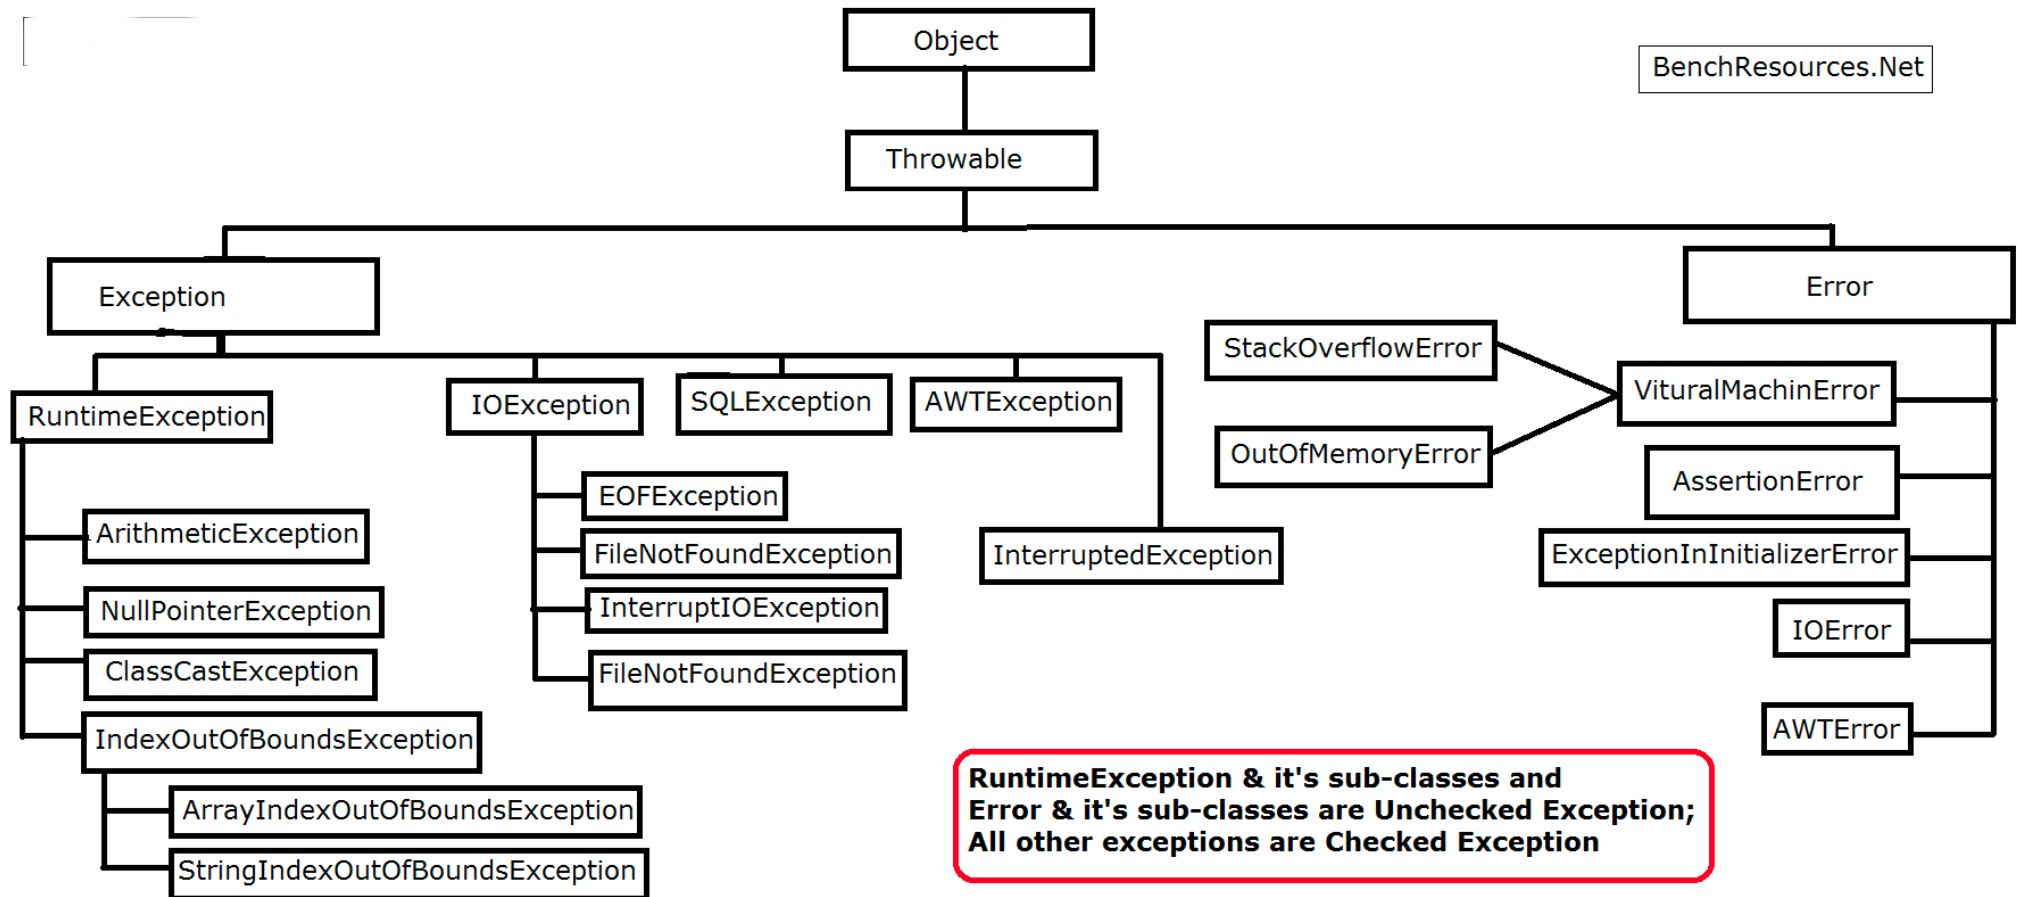 Object
BenchResources.Net
Throwable
Exception
Error
StackOverflowError
VituralMachinError
RuntimeException
IOException
SQLException
AWTException
OutOfMemoryError
AssertionError
EOFException
ArithmeticException
FileNotFoundException
InterruptedException
ExceptionInInitializerError
NullPointerException
InterruptIOException
IOError
ClassCastException
FileNotFoundException
IndexOutOfBoundsException
AWTError
RuntimeException & it's sub-classes and
Error & it's sub-classes are Unchecked Exception;
All other exceptions are Checked Exception
ArrayIndexOutOfBoundsException
StringIndexOutOfBoundsException